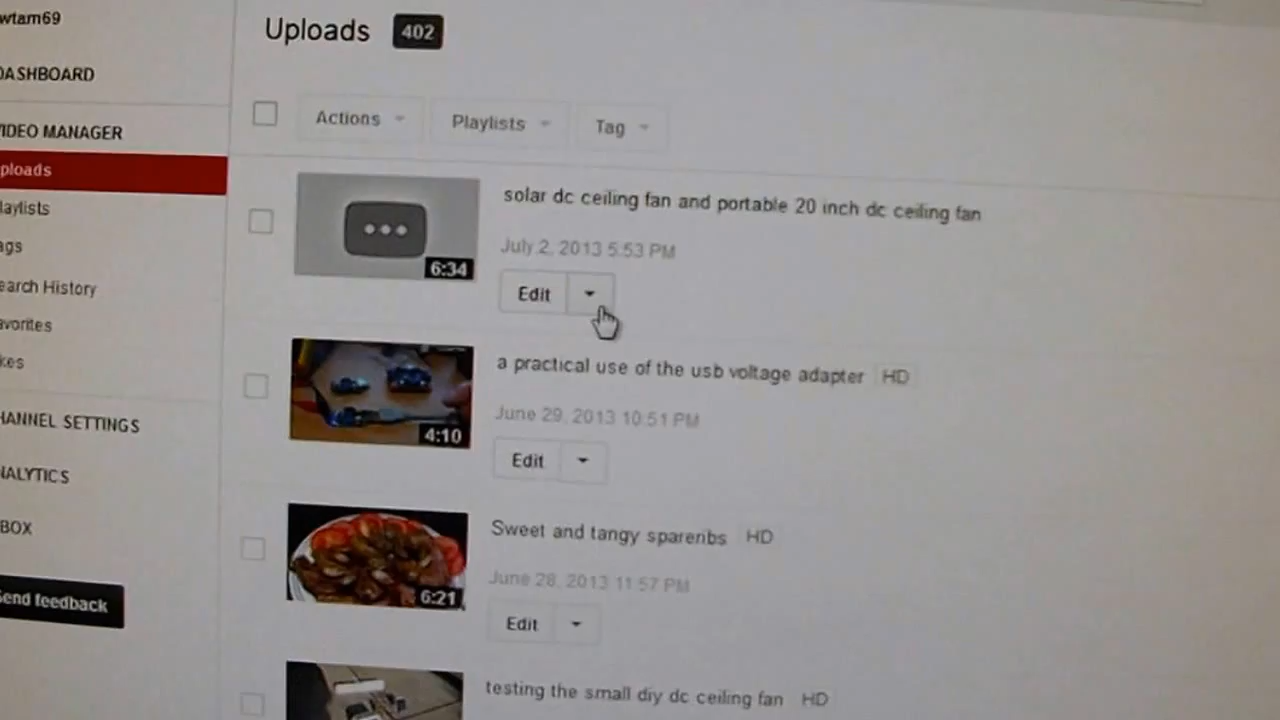 wtam69
DASHBOARD
VIDEO MANAGER
ploads
laylists
ags
earch History
avorites
kes
HANNEL SETTINGS
NALYTICS
BOX
Send feedback
Uploads 402
Actions Playlists Tag
solar dc ceiling fan and portable 20 inch dc ceiling fan
July 2, 2013 5:53 PM
6:34
Edit
a practical use of the usb voltage adapter HD
June 29, 2013 10:51 PM
4:10
Edit
Sweet and tangy spareribs HD
June 28, 2013 11:57 PM
6:21
Edit
testing the small diy dc ceiling fan HD